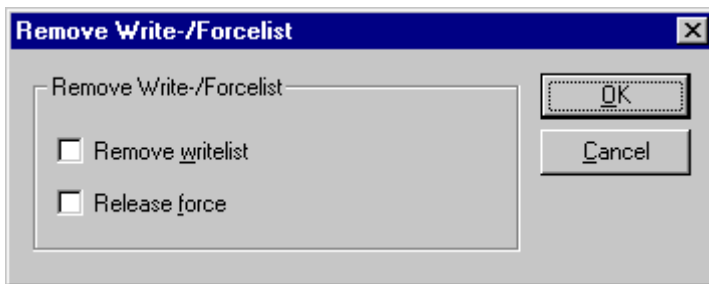 Remove Write-/Forcelist
Remove Write-/Forcelist
OK
Remove writelist
Cancel
Release force